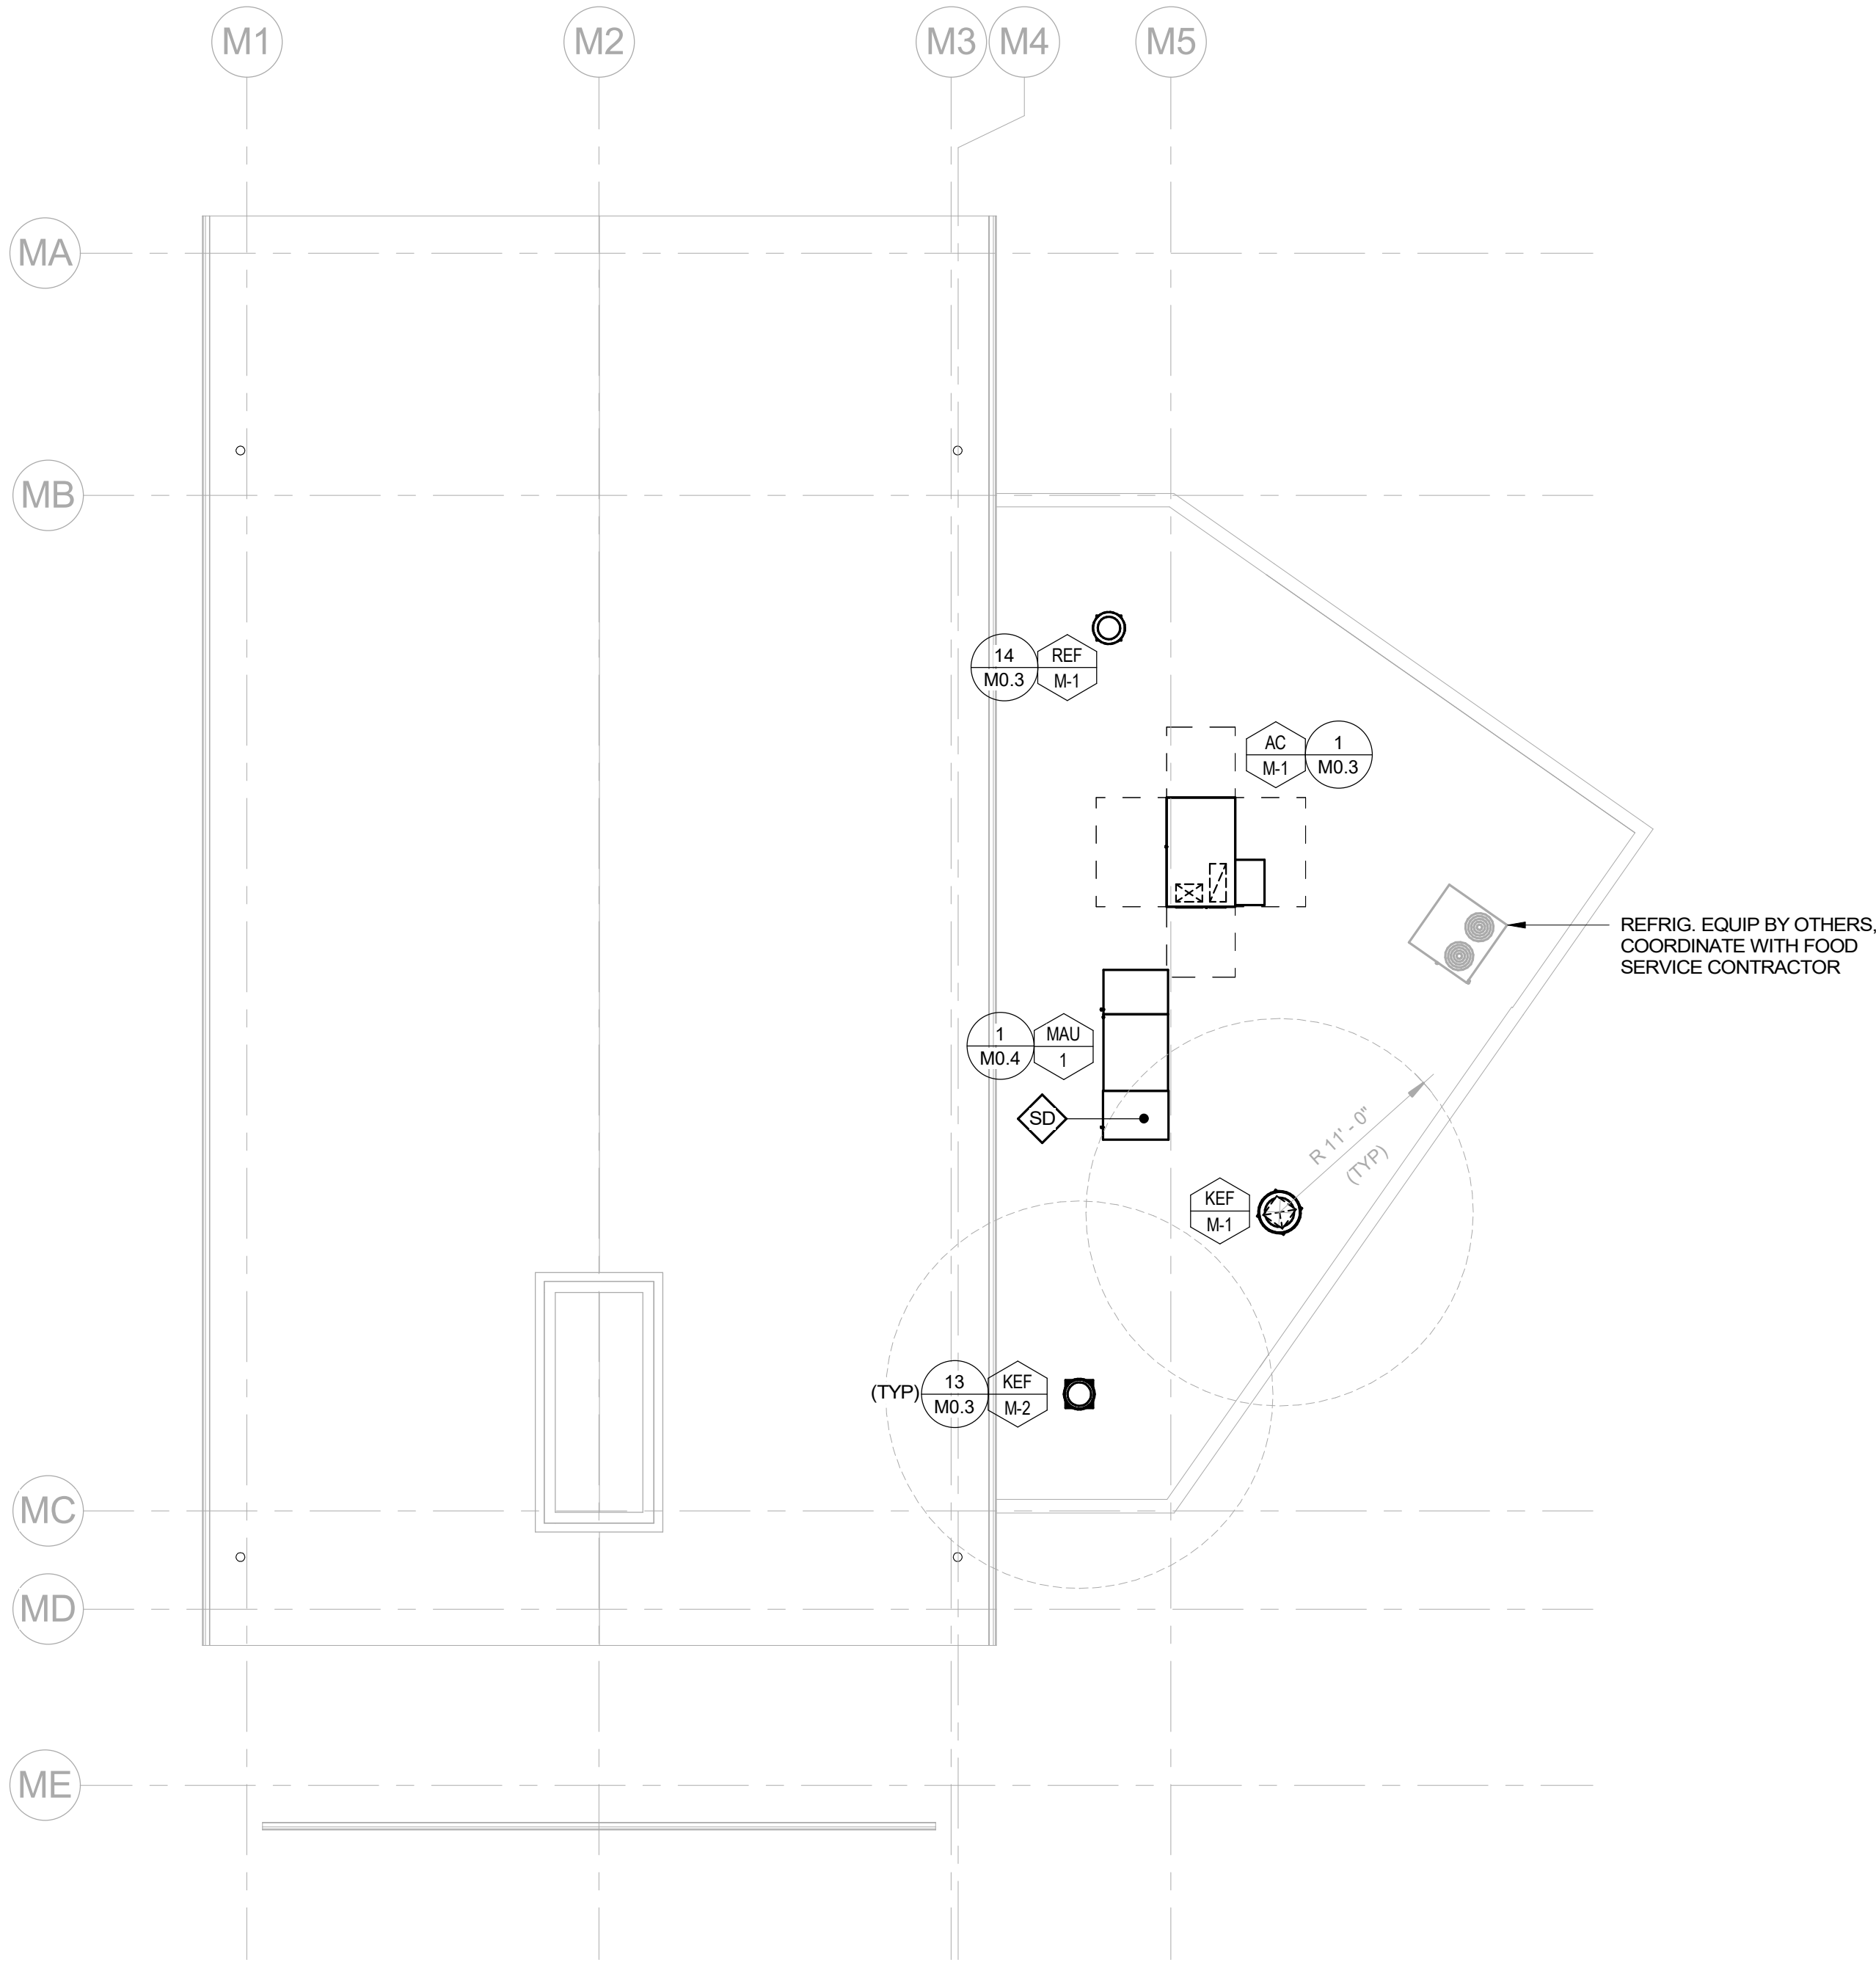 M1
M2
M3
M4
M5
MA
MB
14
M0.3
REF
M-1
AC
M-1
1
M0.3
REFRIG. EQUIP BY OTHERS,
COORDINATE WITH FOOD
SERVICE CONTRACTOR
1
M0.4
MAU
1
SD
R 11' - 0"
(TYP)
KEF
M-1
(TYP)
13
M0.3
KEF
M-2
MC
MD
ME